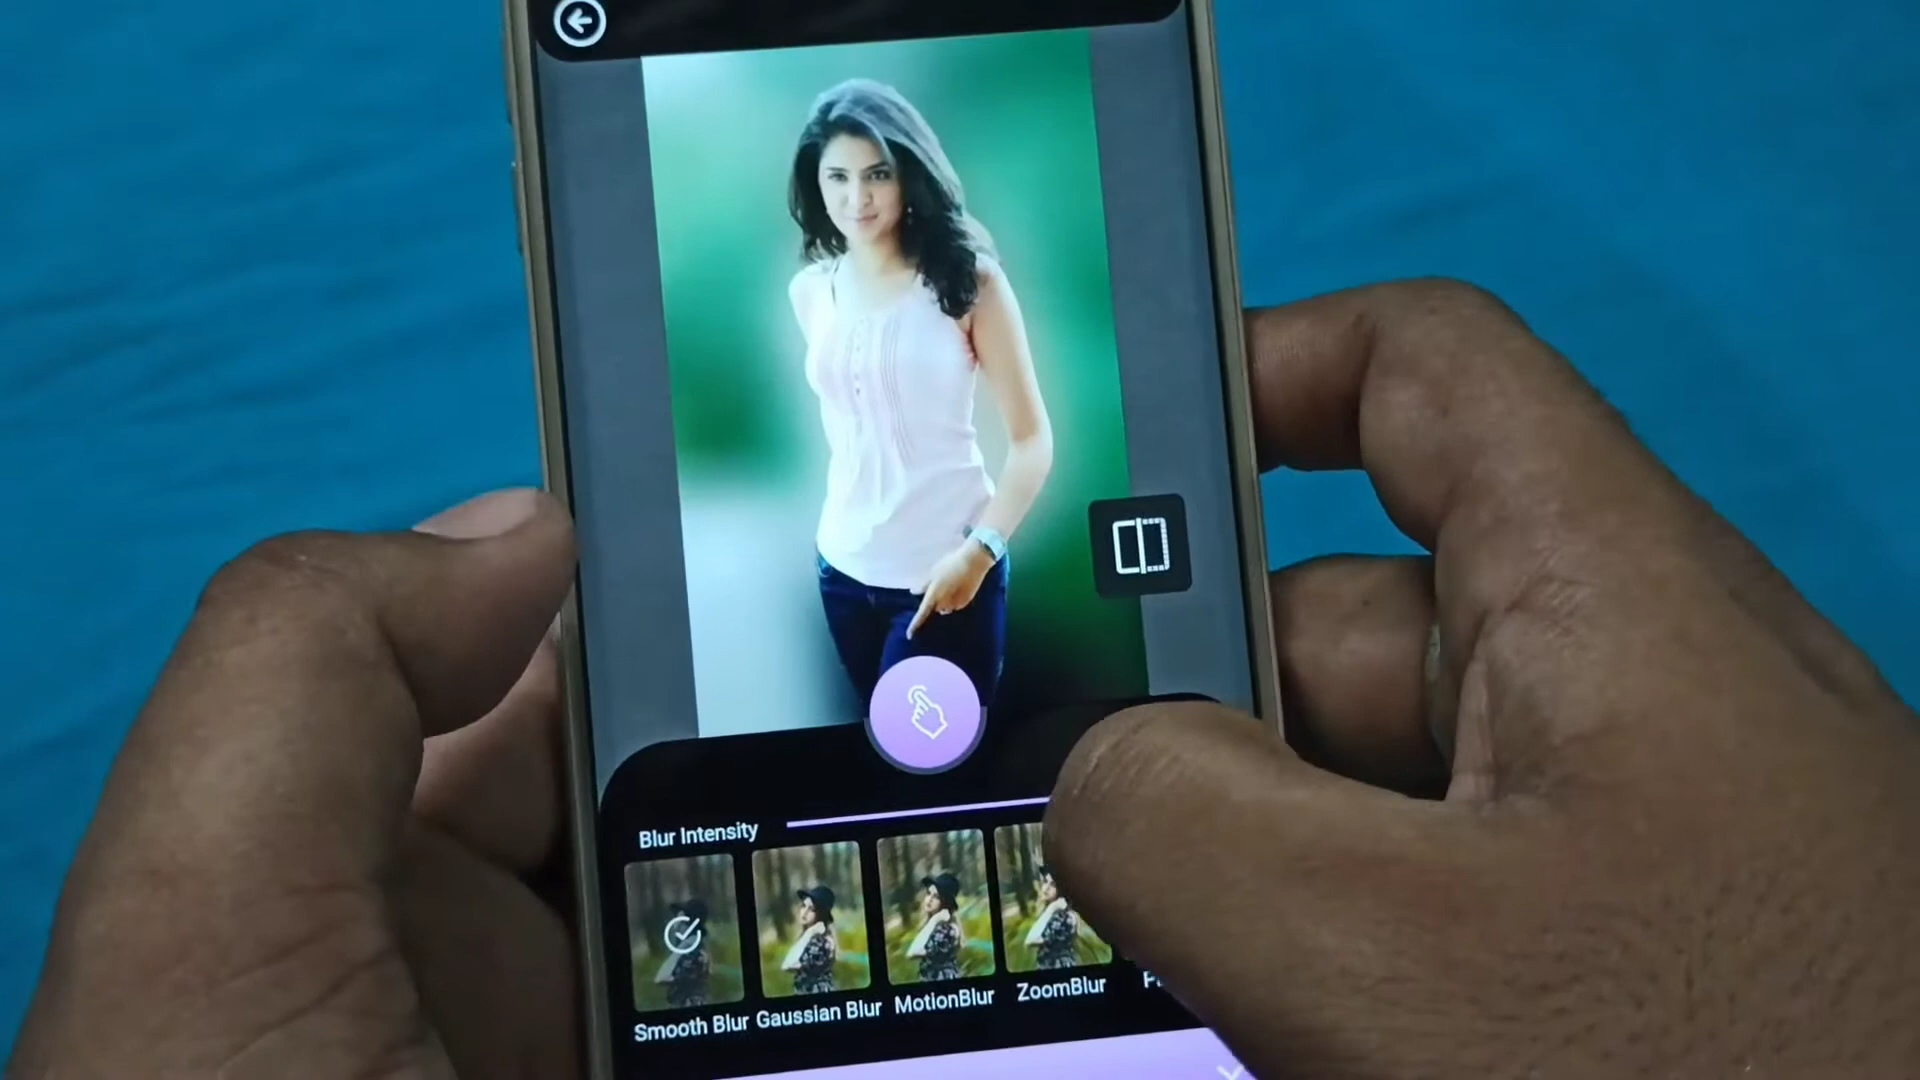 Blur Intensity
Smooth Blur
Gaussian Blur
MotionBlur
ZoomBlur